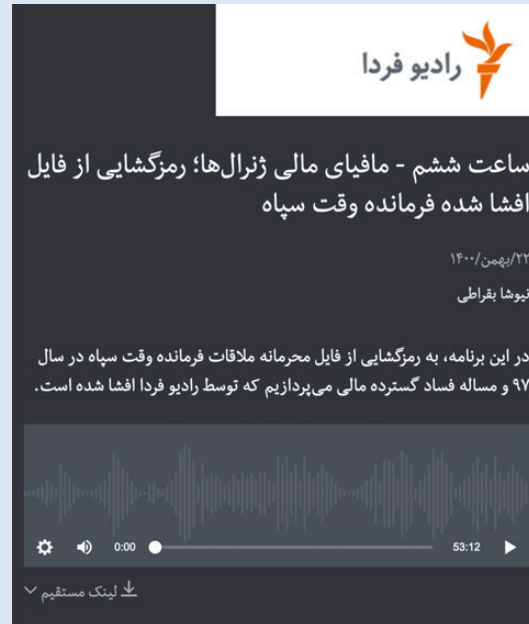 رادیو فردا
ساعت ششم - مافیای مالی ژنرال‌ها؛ رمزگشایی از فایل
افشا شده فرمانده وقت سپاه
۲۲/بهمن/۱۴۰۰
نیوشا بقراطی
در این برنامه، به رمزگشایی از فایل محرمانه ملاقات فرمانده وقت سپاه در سال
۹۷ و مساله فساد گسترده مالی می‌پردازیم که توسط رادیو فردا افشا شده است.
0:00 53:12
لینک مستقیم